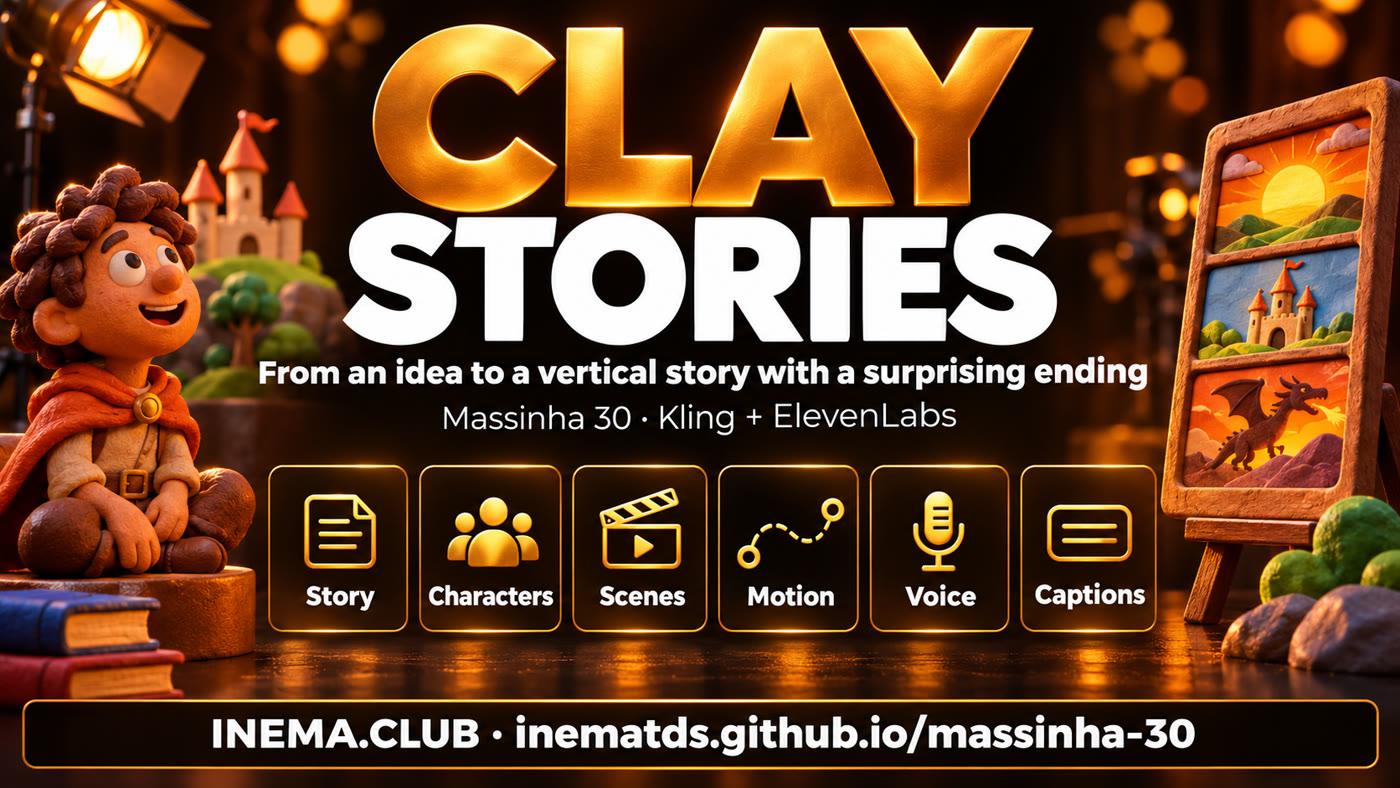 CLAY
STORIES
From an idea to a vertical story with a surprising ending
Massinha 30 · Kling + ElevenLabs
Story
Characters
Scenes
Motion
Voice
Captions
INEMA.CLUB · inematds.github.io/massinha-30